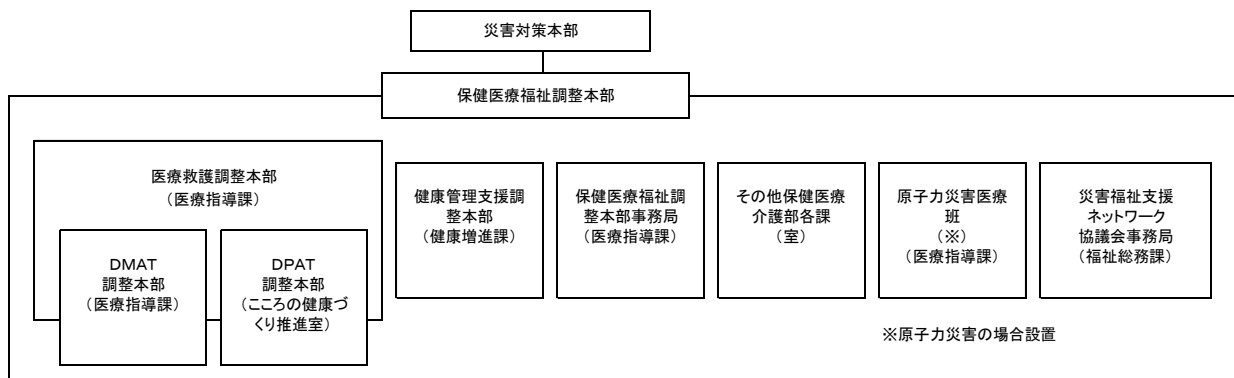 災害対策本部
保健医療福祉調整本部
医療救護調整本部
(医療指導課)
DMAT
調整本部
(医療指導課)
DPAT
調整本部
(こころの健康づ
くり推進室)
健康管理支援調
整本部
(健康増進課)
保健医療福祉調
整本部事務局
(医療指導課)
その他保健医療
介護部各課
(室)
原子力災害医療
班
(※)
(医療指導課)
災害福祉支援
ネットワーク
協議会事務局
(福祉総務課)
※原子力災害の場合設置